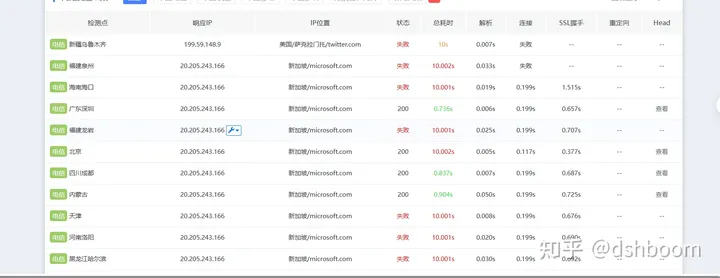 检测点 响应IP IP位置 状态 总耗时 解析 连接 SSL握手 重定向 Head
电信 新疆乌鲁木齐 199.59.148.9 美国/萨克拉门托/twitter.com 失败 10s 0.007s 失败 -- --
电信 福建泉州 20.205.243.166 新加坡/microsoft.com 失败 10.002s 0.033s 失败 -- --
电信 海南海口 20.205.243.166 新加坡/microsoft.com 失败 10.001s 0.019s 0.199s 1.515s -- --
电信 广东深圳 20.205.243.166 新加坡/microsoft.com 200 0.736s 0.006s 0.199s 0.657s -- 查看
电信 福建龙岩 20.205.243.166 新加坡/microsoft.com 失败 10.001s 0.025s 0.199s 0.707s -- --
电信 北京 20.205.243.166 新加坡/microsoft.com 200 10.002s 0.005s 0.117s 0.377s -- 查看
电信 四川成都 20.205.243.166 新加坡/microsoft.com 200 0.837s 0.007s 0.199s 0.687s -- 查看
电信 内蒙古 20.205.243.166 新加坡/microsoft.com 200 0.904s 0.050s 0.199s 0.725s -- 查看
电信 天津 20.205.243.166 新加坡/microsoft.com 失败 10.001s 0.008s 0.199s 0.676s -- --
电信 河南洛阳 20.205.243.166 新加坡/microsoft.com 失败 10.001s 0.020s 0.199s 0.690s -- --
电信 黑龙江哈尔滨 20.205.243.166 新加坡/microsoft.com 失败 10.001s 0.030s 0.199s
知乎 @dshboom